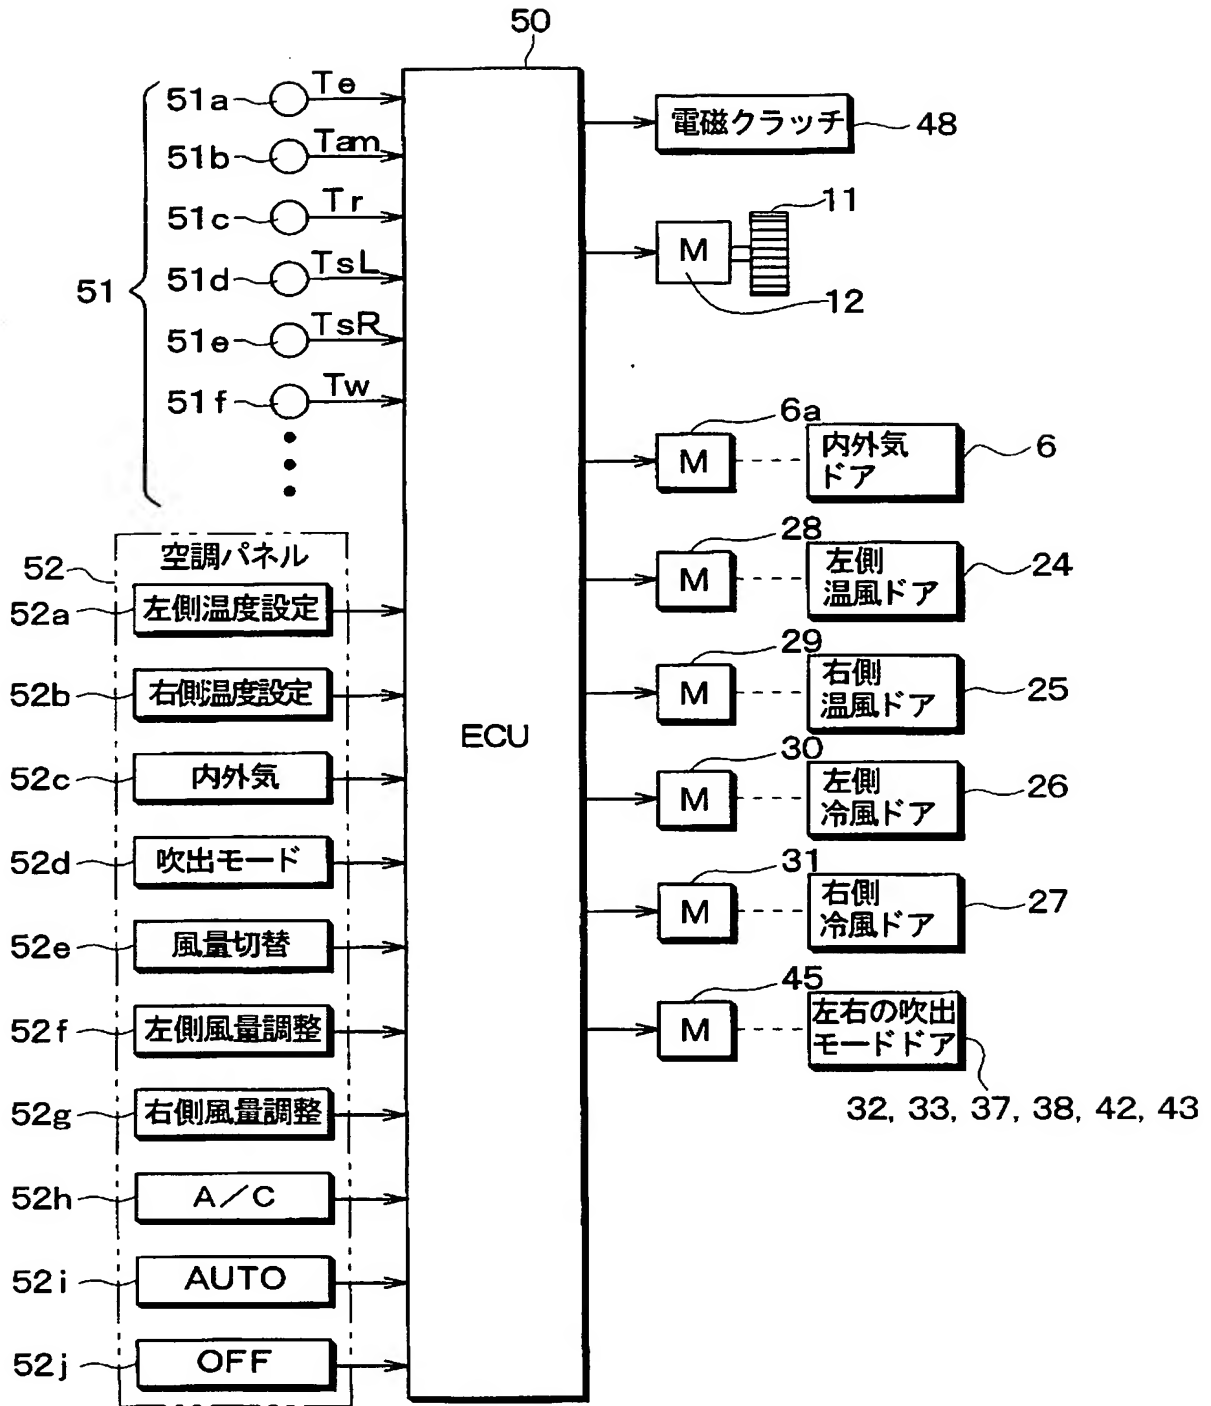 50
51
51a
Te
51b
Tam
51c
Tr
51d
TsL
51e
TsR
51f
Tw
52
空調パネル
52a
左側温度設定
52b
右側温度設定
52c
内外気
52d
吹出モード
52e
風量切替
52f
左側風量調整
52g
右側風量調整
52h
A/C
52i
AUTO
52j
OFF
ECU
電磁クラッチ
48
M
11
12
6a
M
内外気
ドア
6
28
M
左側
温風ドア
24
29
M
右側
温風ドア
25
30
M
左側
冷風ドア
26
31
M
右側
冷風ドア
27
45
M
左右の吹出
モードドア
32, 33, 37, 38, 42, 43